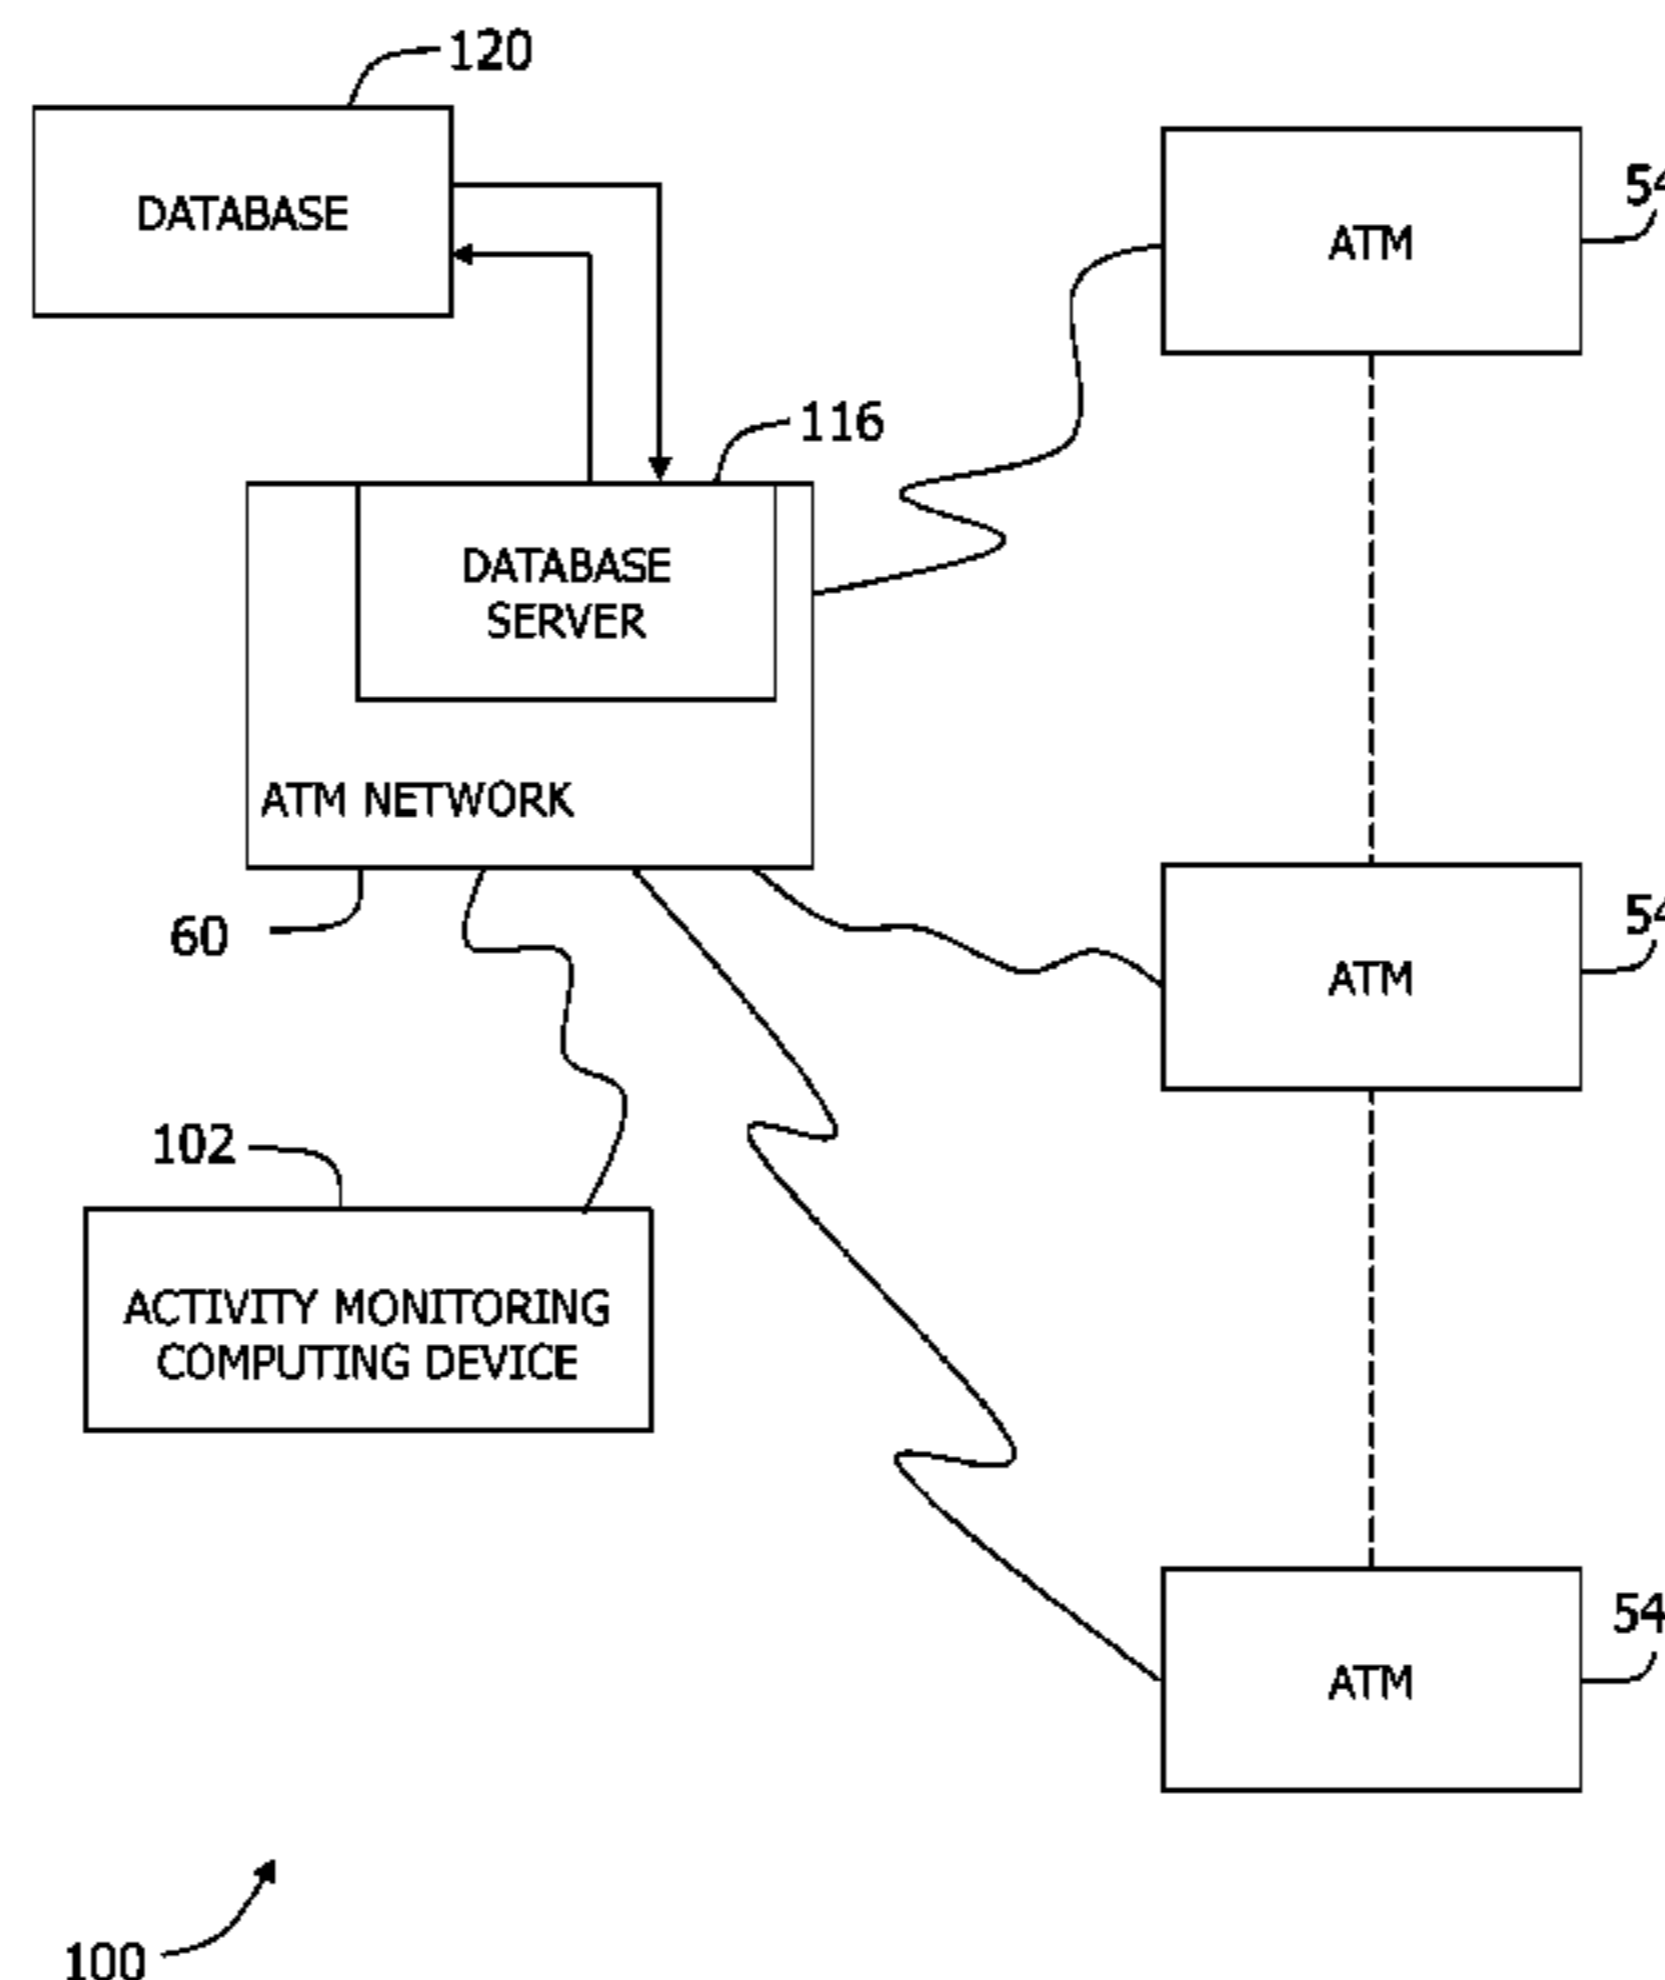 120
DATABASE
ATM
54
116
DATABASE
SERVER
ATM NETWORK
60
ATM
54
102
ACTIVITY MONITORING
COMPUTING DEVICE
ATM
54
100